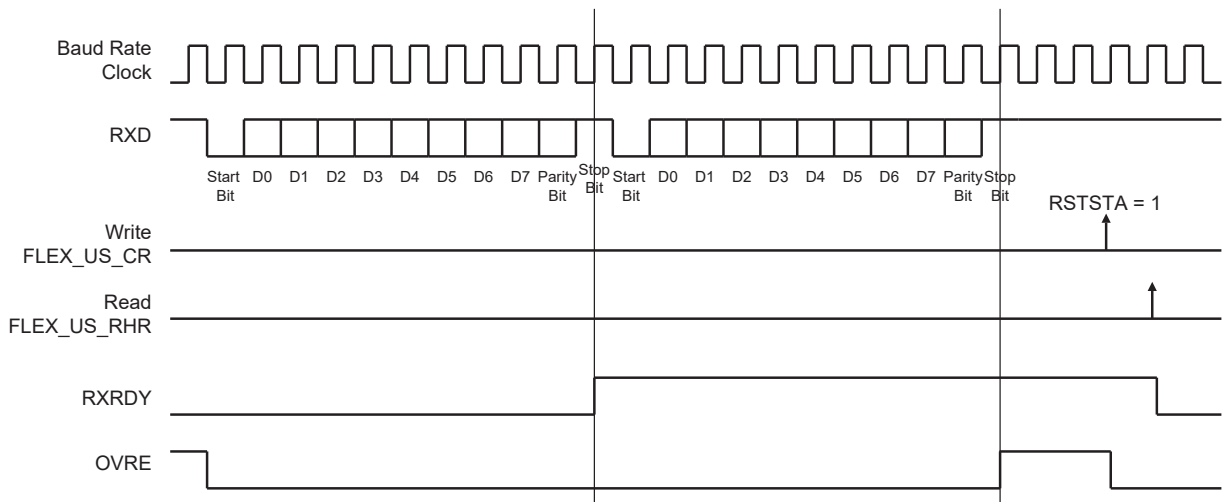 Baud Rate
Clock
RXD
Start
Bit
D0
D1
D2
D3
D4
D5
D6
D7
Parity
Bit
Stop
Bit
Start
Bit
D0
D1
D2
D3
D4
D5
D6
D7
Parity
Bit
Stop
Bit
RSTSTA = 1
Write
FLEX_US_CR
Read
FLEX_US_RHR
RXRDY
OVRE